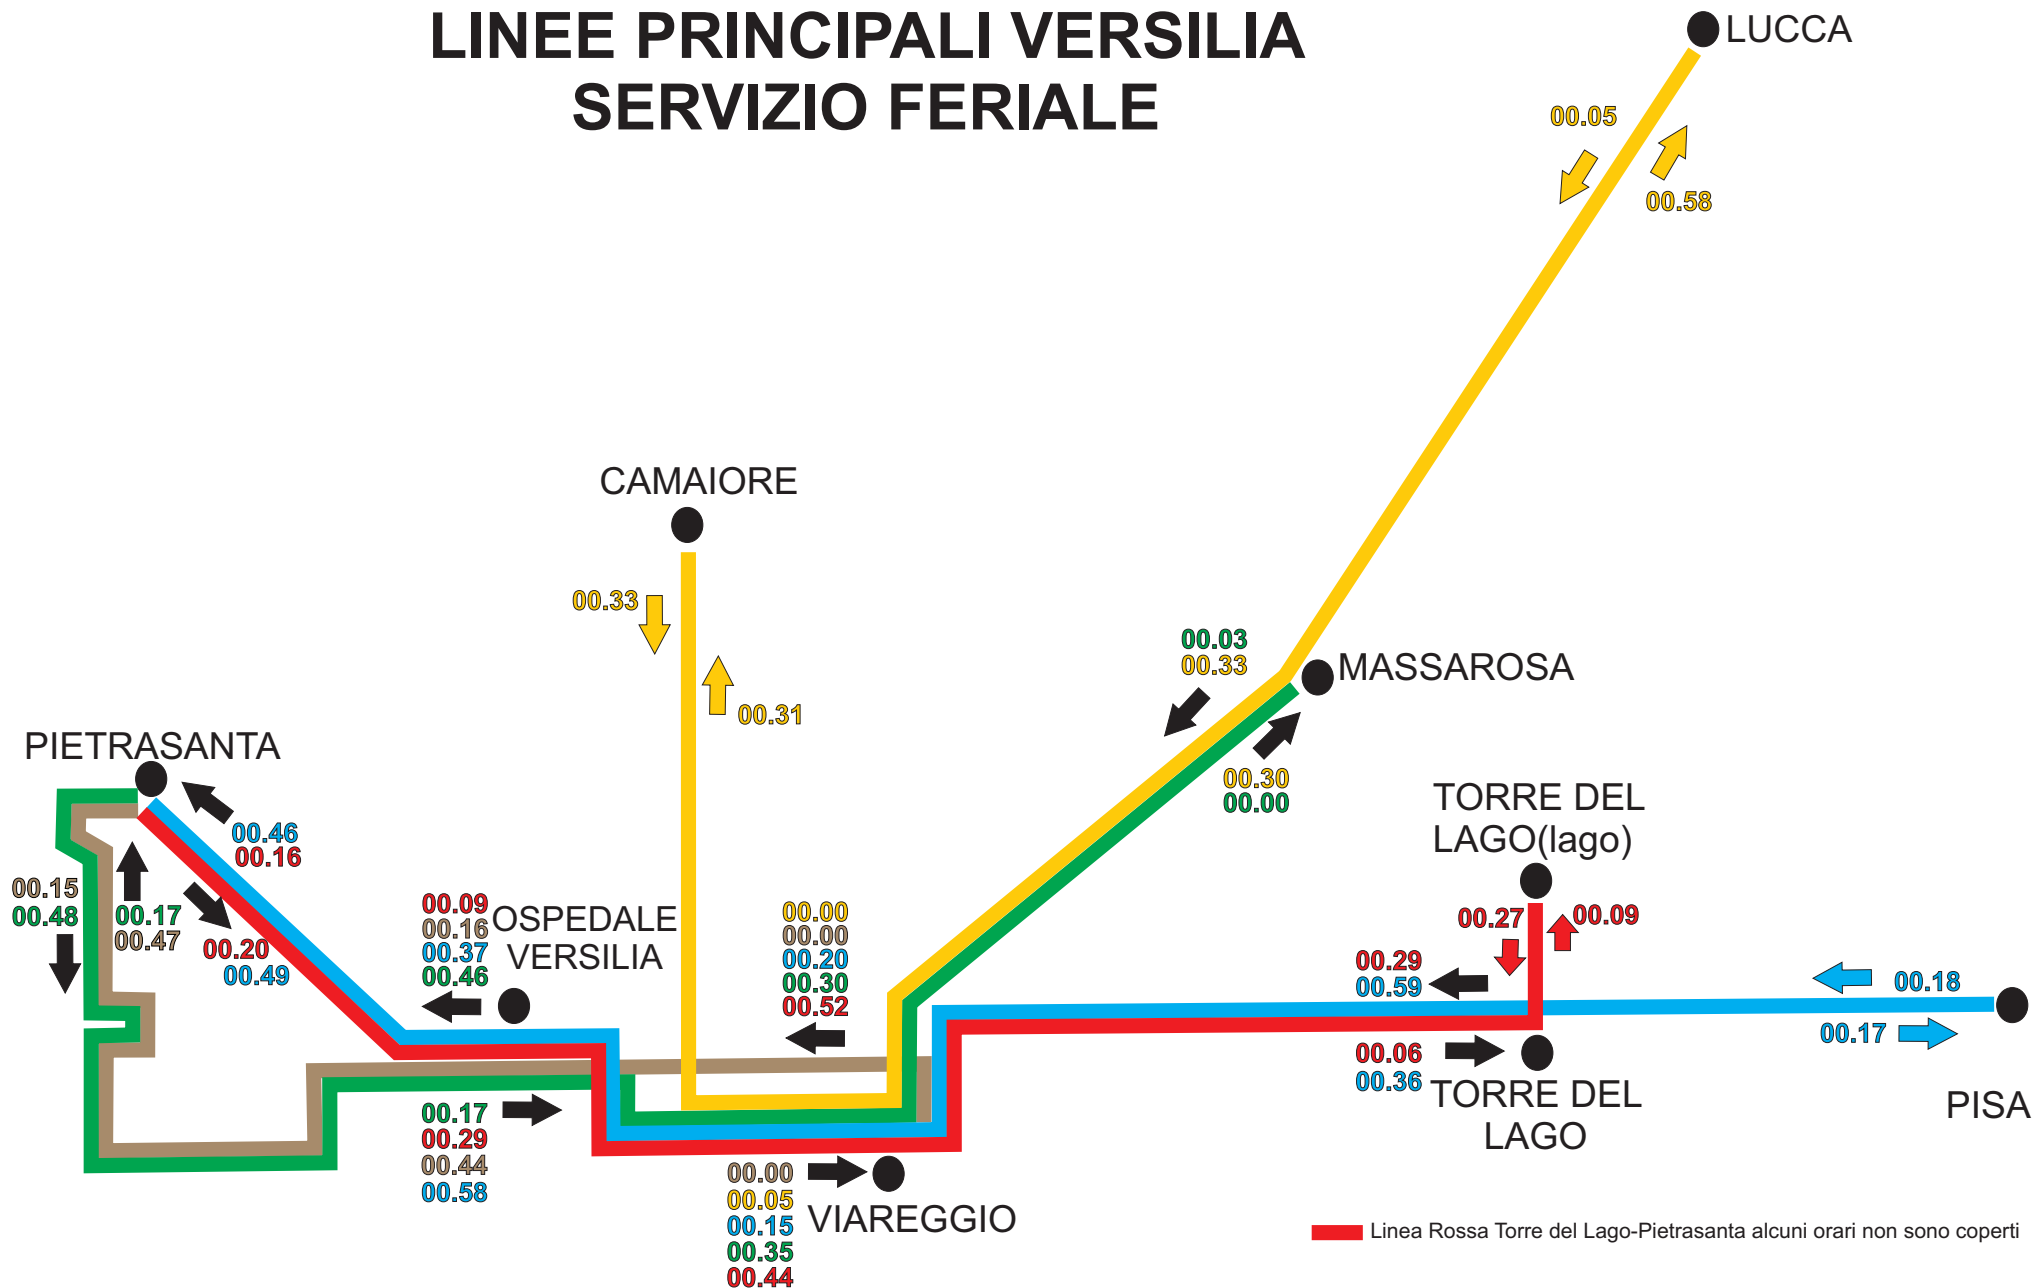 LINEE PRINCIPALI VERSILIA
SERVIZIO FERIALE
LUCCA
00.05
00.58
CAMAIORE
00.33
00.31
00.03
00.33
MASSAROSA
00.30
00.00
PIETRASANTA
00.46
00.16
00.15
00.48
00.17
00.47
00.20
00.49
00.09
00.16
00.37
00.46
OSPEDALE
VERSILIA
00.00
00.00
00.20
00.30
00.52
TORRE DEL
LAGO(lago)
00.27
00.09
00.29
00.59
00.18
00.17
00.06
00.36
TORRE DEL
LAGO
PISA
00.17
00.29
00.44
00.58
00.00
00.05
00.15
00.35
00.44
VIAREGGIO
Linea Rossa Torre del Lago-Pietrasanta alcuni orari non sono coperti